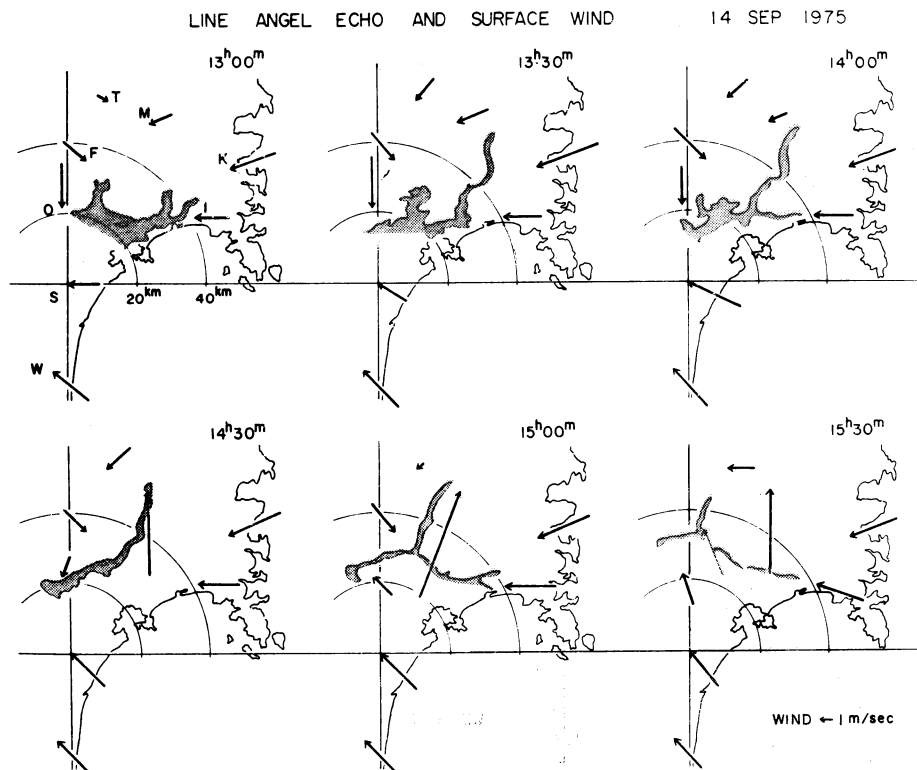 LINE ANGEL ECHO AND SURFACE WIND 14 SEP 1975
13h00m
13h30m
14h00m
T
M
F
K
O
I
S
20km
40km
W
14h30m
15h00m
15h30m
WIND ← 1 m/sec